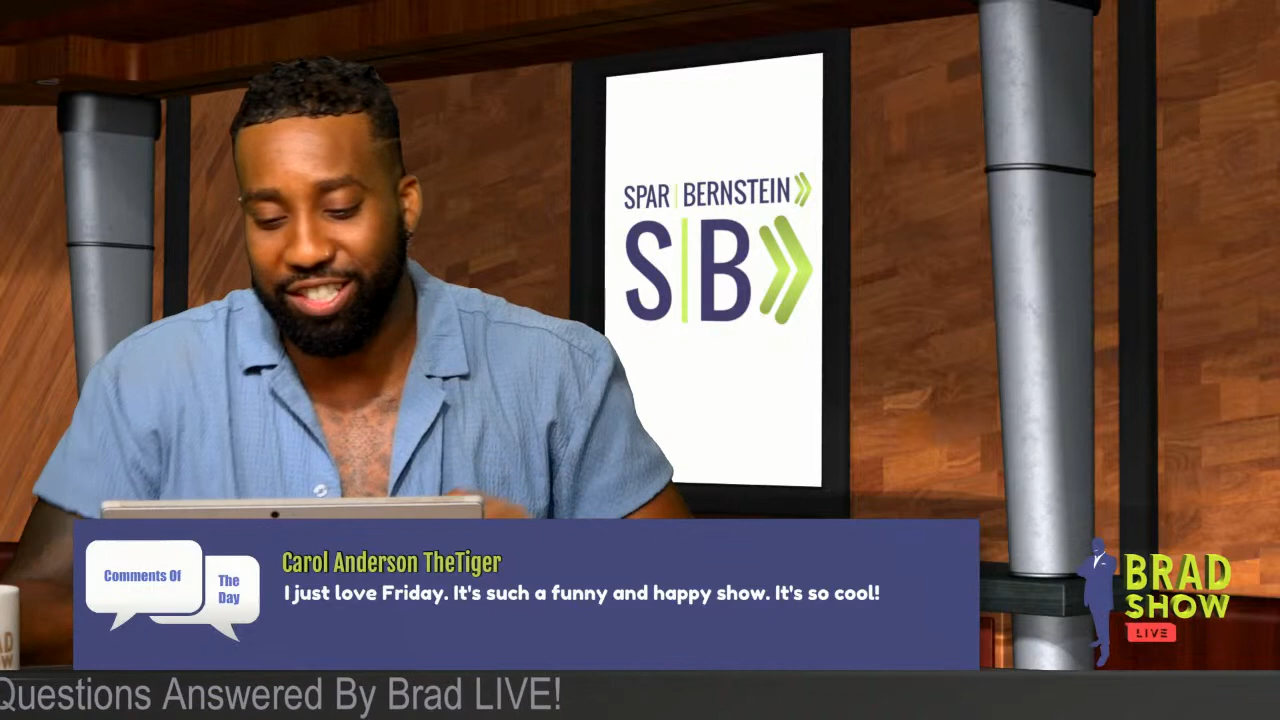 SPAR | BERNSTEIN
S|B
Comments Of
The
Day
Carol Anderson TheTiger
I just love Friday. It's such a funny and happy show. It's so cool!
BRAD
SHOW
LIVE
Questions Answered By Brad LIVE!